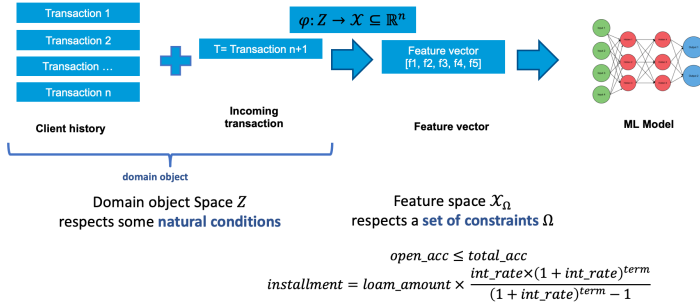 Transaction 1
Transaction 2
Transaction ...
Transaction n
Client history
T= Transaction n+1
Incoming
transaction
domain object
φ: Z → 𝒳 ⊆ ℝⁿ
Feature vector
[f1, f2, f3, f4, f5]
Feature vector
ML Model
Domain object Space Z
respects some natural conditions
Feature space 𝒳_Ω
respects a set of constraints Ω
open_acc ≤ total_acc
installment = loam_amount × int_rate×(1 + int_rate)^term / (1 + int_rate)^term − 1